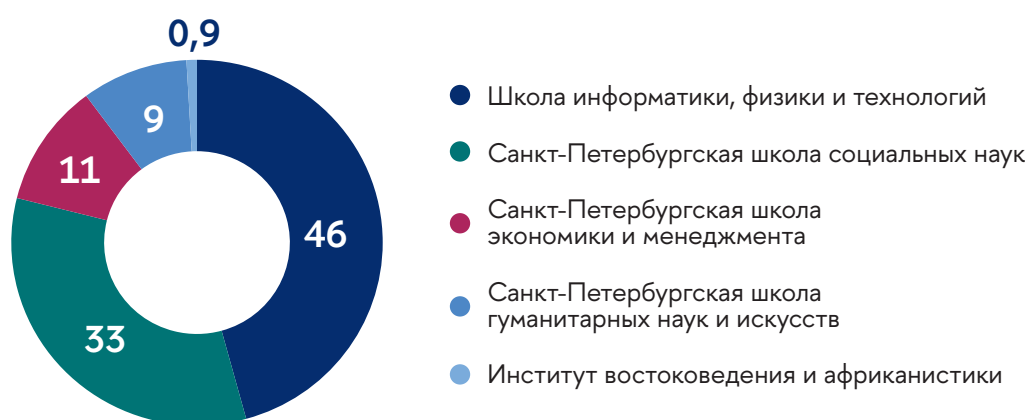 0,9
9
11
46
33
Школа информатики, физики и технологий
Санкт-Петербургская школа социальных наук
Санкт-Петербургская школа
экономики и менеджмента
Санкт-Петербургская школа
гуманитарных наук и искусств
Институт востоковедения и африканистики